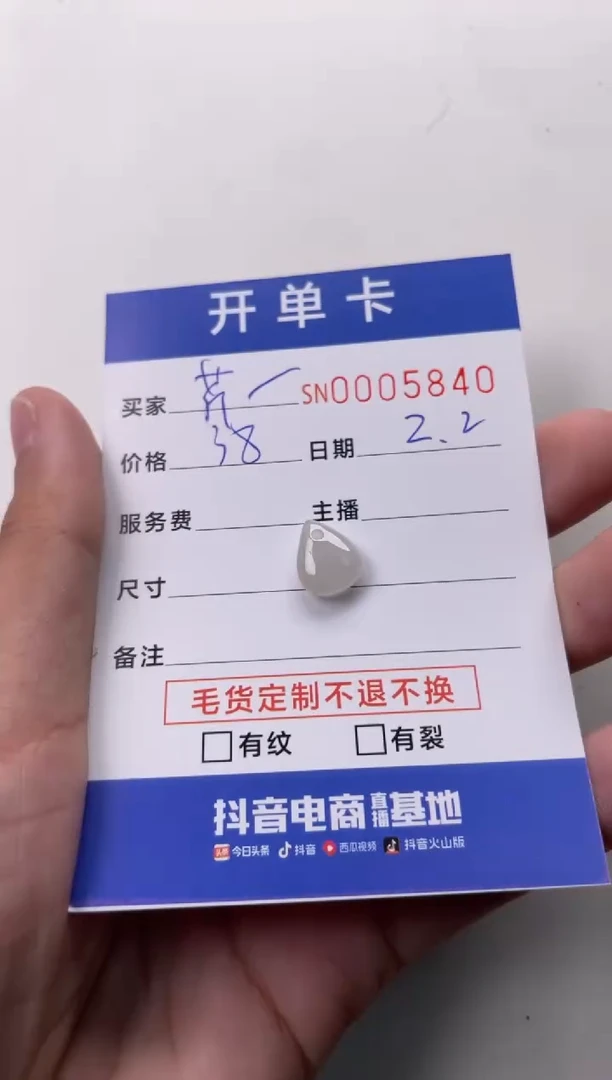 开单卡
买家 SN0005840
价格 38 日期 2.2
服务费 主播
尺寸
备注
毛货定制不退不换
□有纹 □有裂
抖音电商直播基地
头条 今日头条 抖音 西瓜视频 抖音火山版